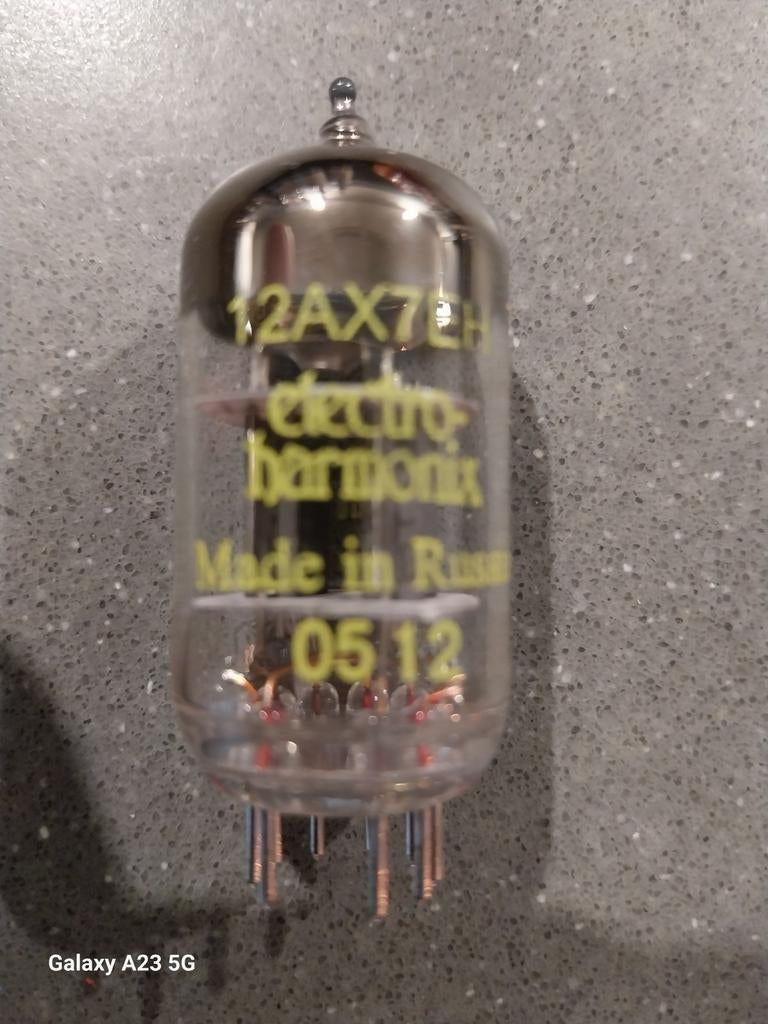 12AX7EH
electro-
harmonix
Made in Russia
05 12
Galaxy A23 5G